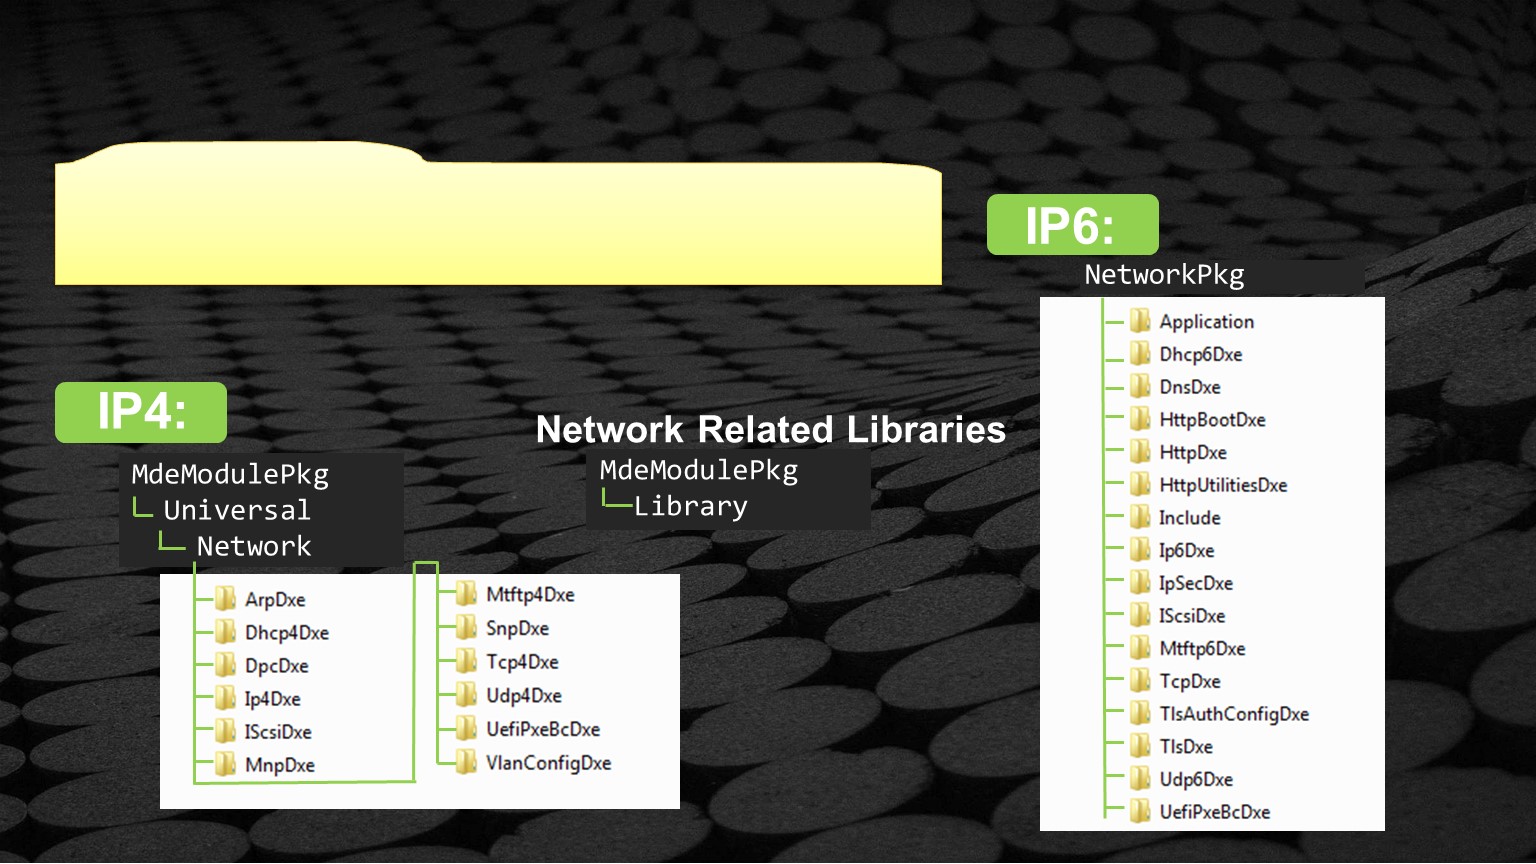 IP4:
MdeModulePkg
Universal
Network
ArpDxe
Dhcp4Dxe
DpcDxe
Ip4Dxe
IScsiDxe
MnpDxe
Mtftp4Dxe
SnpDxe
Tcp4Dxe
Udp4Dxe
UefiPxeBcDxe
VlanConfigDxe
Network Related Libraries
MdeModulePkg
Library
IP6:
NetworkPkg
Application
Dhcp6Dxe
DnsDxe
HttpBootDxe
HttpDxe
HttpUtilitiesDxe
Include
Ip6Dxe
IpSecDxe
IScsiDxe
Mtftp6Dxe
TcpDxe
TlsAuthConfigDxe
TlsDxe
Udp6Dxe
UefiPxeBcDxe